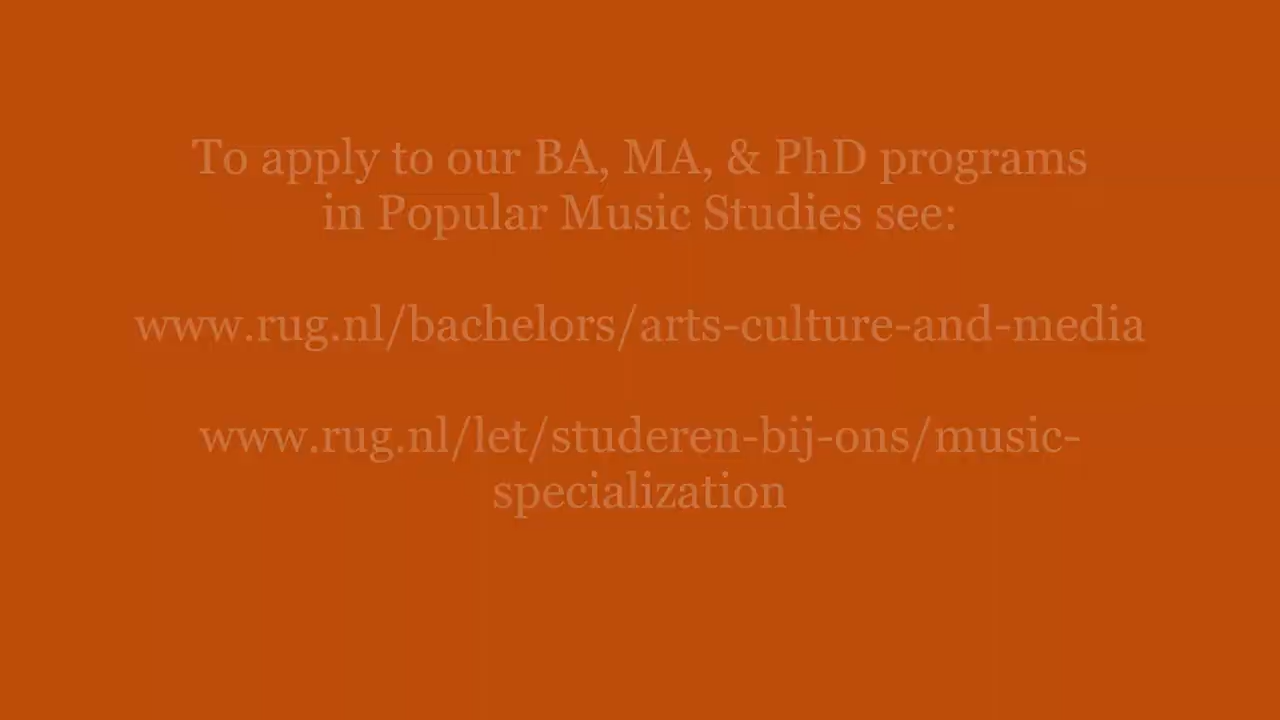 To apply to our BA, MA, & PhD programs
in Popular Music Studies see:
www.rug.nl/bachelors/arts-culture-and-media
www.rug.nl/let/studeren-bij-ons/music-
specialization